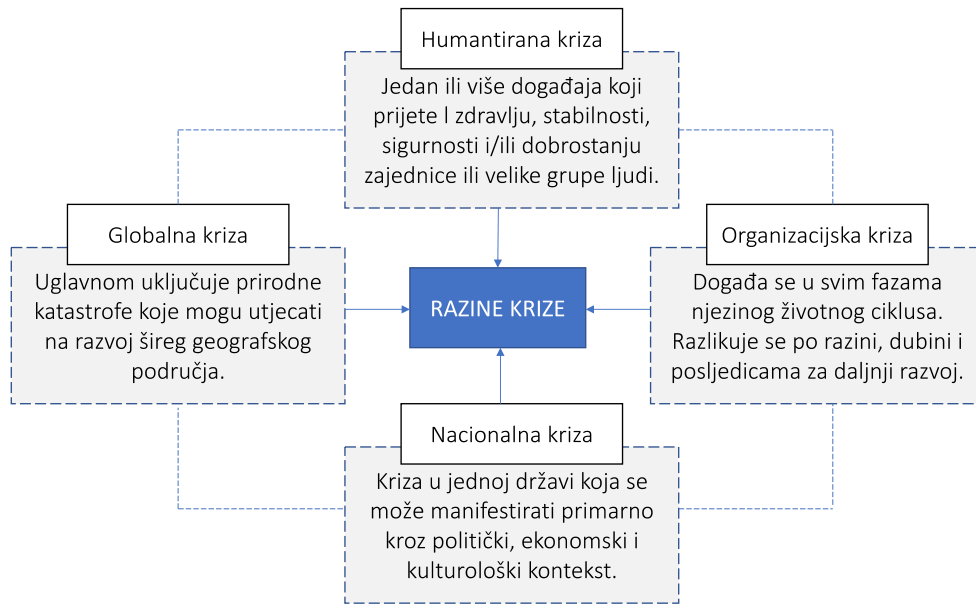 Humantirana kriza
Jedan ili više događaja koji
prijete l zdravlju, stabilnosti,
sigurnosti i/ili dobrostanju
zajednice ili velike grupe ljudi.
Globalna kriza
Uglavnom uključuje prirodne
katastrofe koje mogu utjecati
na razvoj šireg geografskog
područja.
RAZINE KRIZE
Organizacijska kriza
Događa se u svim fazama
njezinog životnog ciklusa.
Razlikuje se po razini, dubini i
posljedicama za daljnji razvoj.
Nacionalna kriza
Kriza u jednoj državi koja se
može manifestirati primarno
kroz politički, ekonomski i
kulturološki kontekst.